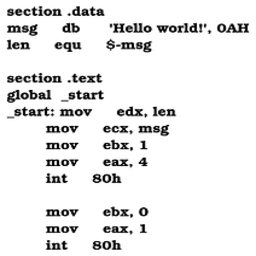 section .data
msg db 'Hello world!', 0AH
len equ $-msg
section .text
global _start
_start: mov edx, len
mov ecx, msg
mov ebx, 1
mov eax, 4
int 80h
mov ebx, 0
mov eax, 1
int 80h